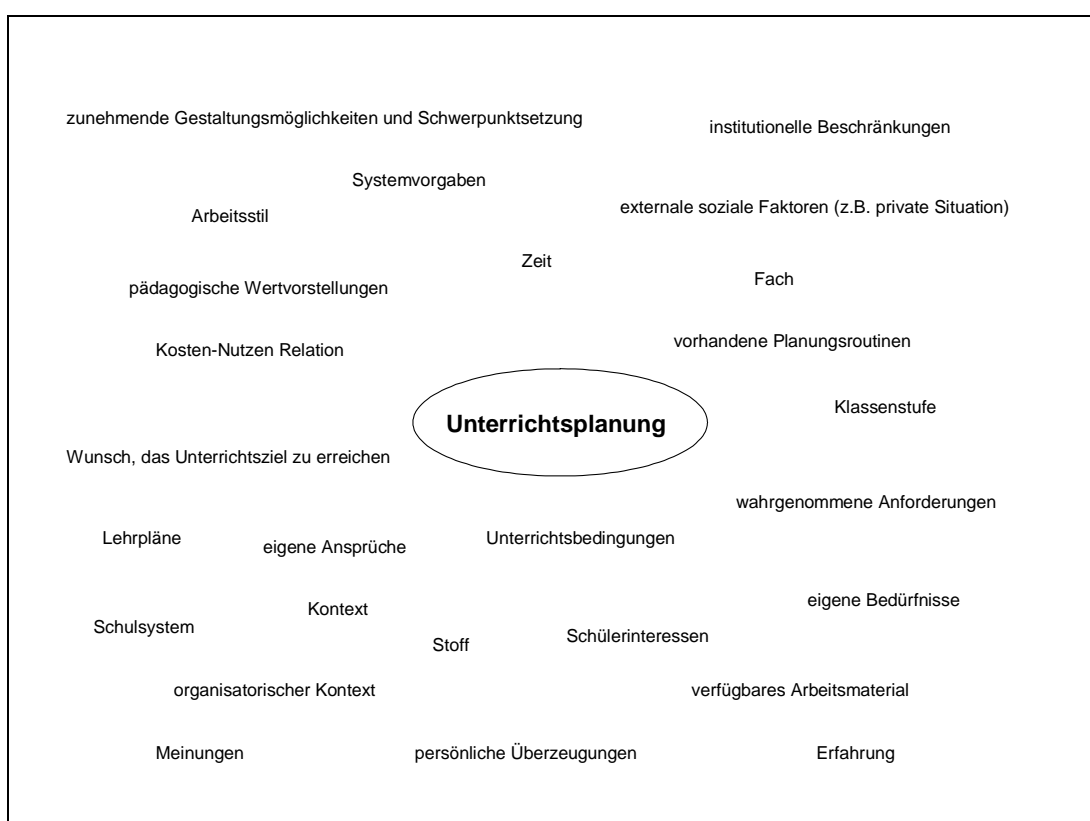 zunehmende Gestaltungsmöglichkeiten und Schwerpunktsetzung
institutionelle Beschränkungen
Systemvorgaben
Arbeitsstil
externale soziale Faktoren (z.B. private Situation)
Zeit
Fach
pädagogische Wertvorstellungen
Kosten-Nutzen Relation
vorhandene Planungsroutinen
Klassenstufe
Unterrichtsplanung
Wunsch, das Unterrichtsziel zu erreichen
wahrgenommene Anforderungen
Lehrpläne
eigene Ansprüche
Unterrichtsbedingungen
eigene Bedürfnisse
Kontext
Schulsystem
Stoff
Schülerinteressen
organisatorischer Kontext
verfügbares Arbeitsmaterial
Meinungen
persönliche Überzeugungen
Erfahrung